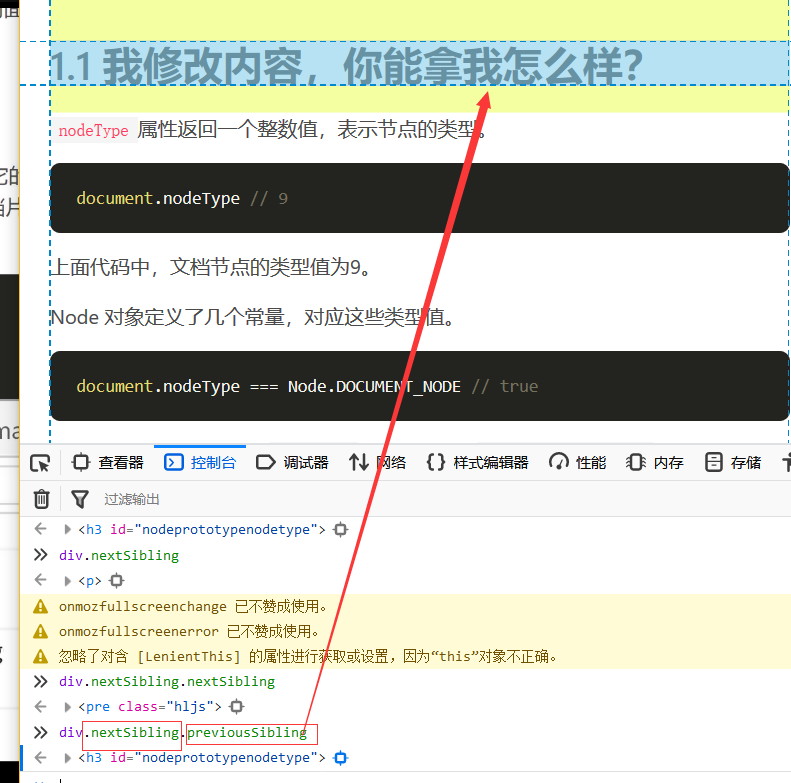 1.1 我修改内容，你能拿我怎么样？
nodeType 属性返回一个整数值，表示节点的类型。
document.nodeType // 9
上面代码中，文档节点的类型值为9。
Node 对象定义了几个常量，对应这些类型值。
document.nodeType === Node.DOCUMENT_NODE // true
查看器 控制台 调试器 网络 {} 样式编辑器 性能 内存 存储
过滤输出
<h3 id="nodeprototypenodetype">
div.nextSibling
<p>
onmozfullscreenchange 已不赞成使用。
onmozfullscreenerror 已不赞成使用。
忽略了对含 [LenientThis] 的属性进行获取或设置，因为“this”对象不正确。
div.nextSibling.nextSibling
<pre class="hljs">
div.nextSibling.previousSibling
<h3 id="nodeprototypenodetype">